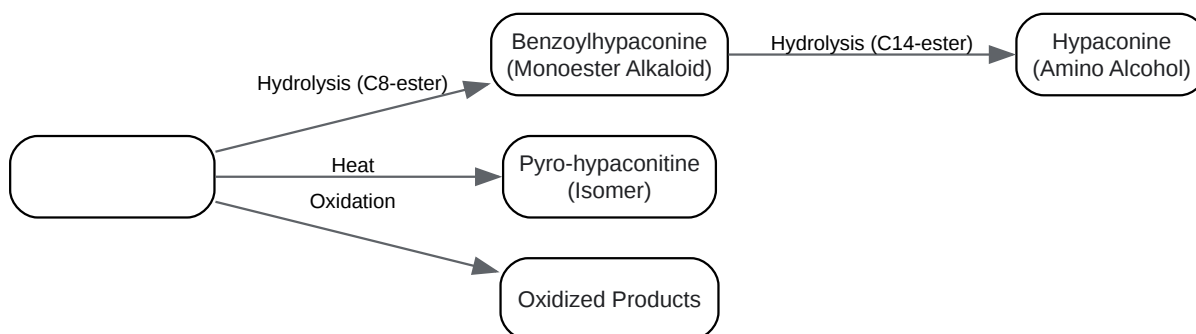 Benzoylhypaconine
(Monoester Alkaloid)
Hydrolysis (C14-ester)
Hypaconine
(Amino Alcohol)
Hydrolysis (C8-ester)
Heat
Pyro-hypaconitine
(Isomer)
Oxidation
Oxidized Products